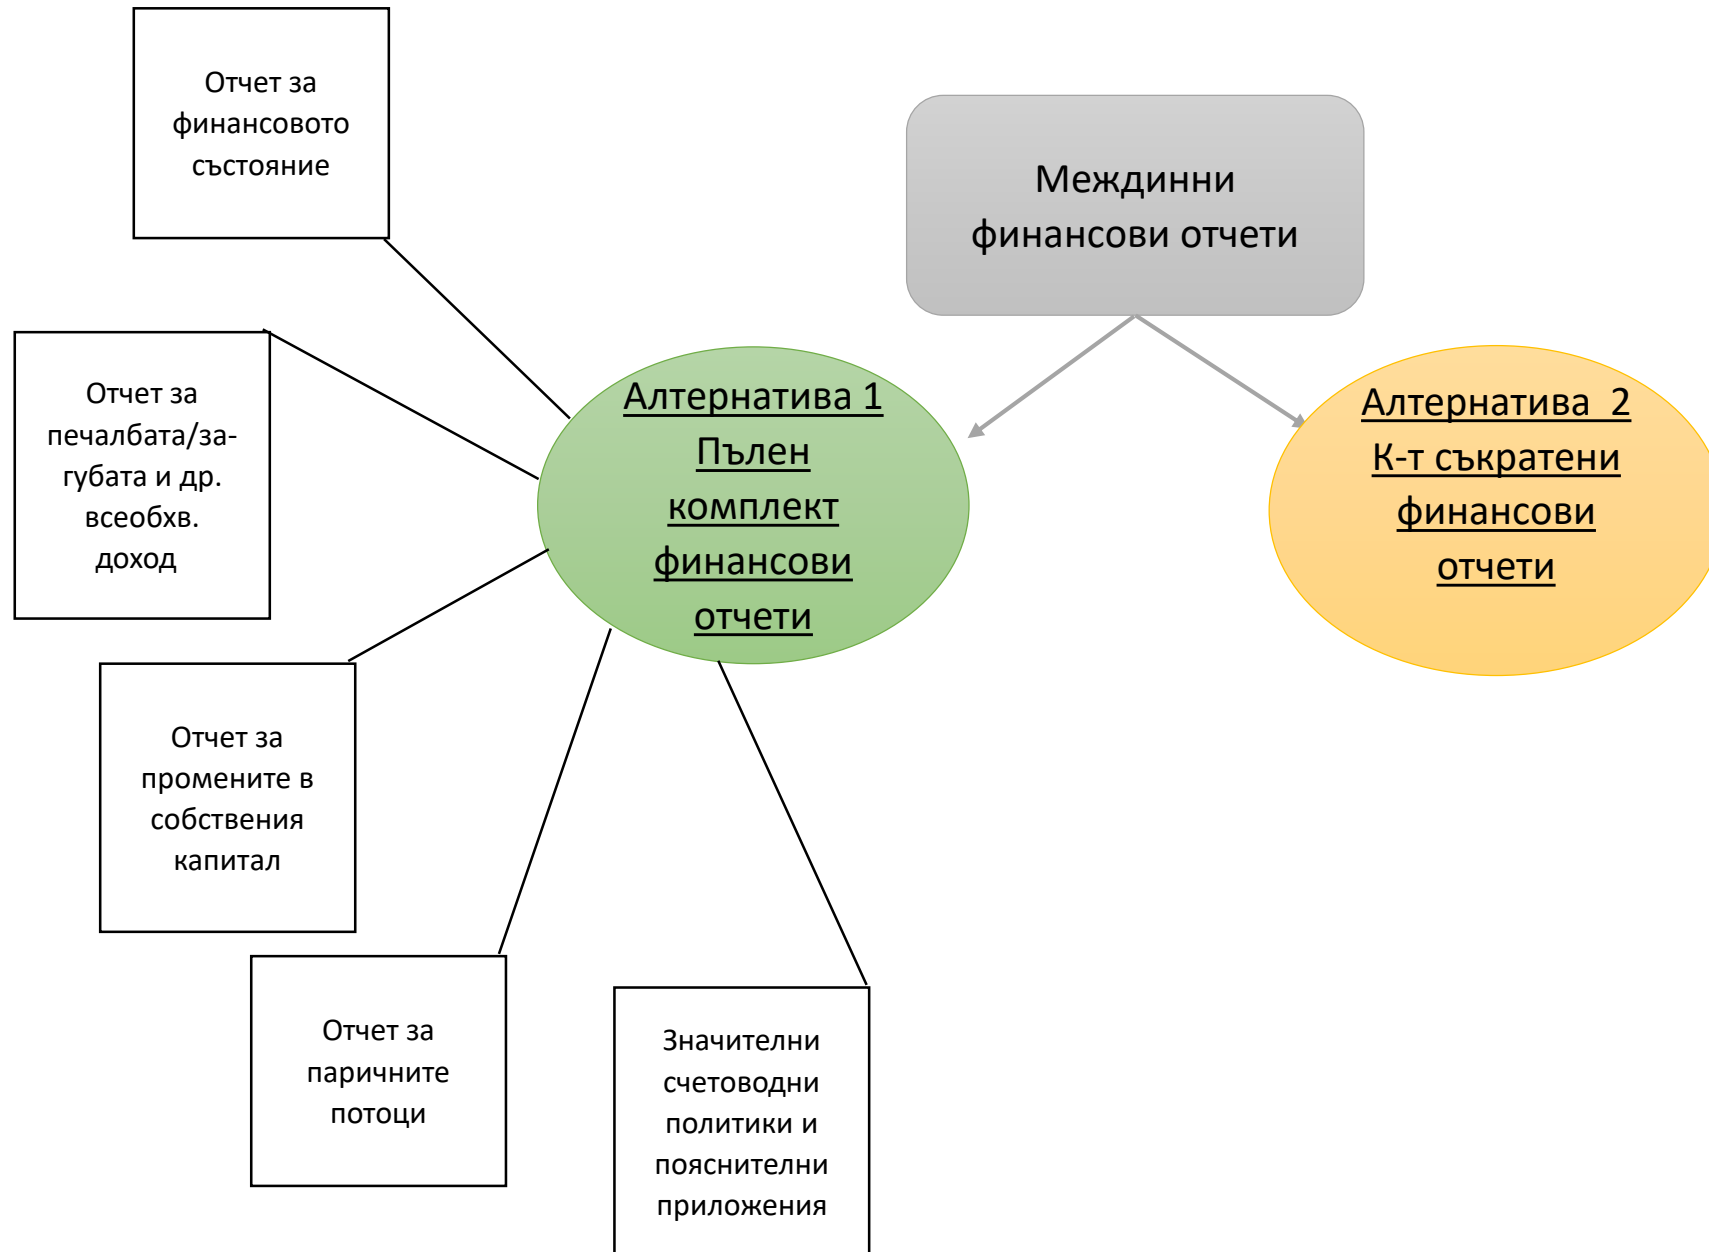 Отчет за
финансовото
състояние
Междинни
финансови отчети
Отчет за
печалбата/за-
губата и др.
всеобхв.
доход
Алтернатива 1
Пълен
комплект
финансови
отчети
Алтернатива  2
К-т съкратени
финансови
отчети
Отчет за
промените в
собствения
капитал
Отчет за
паричните
потоци
Значителни
счетоводни
политики и
пояснителни
приложения